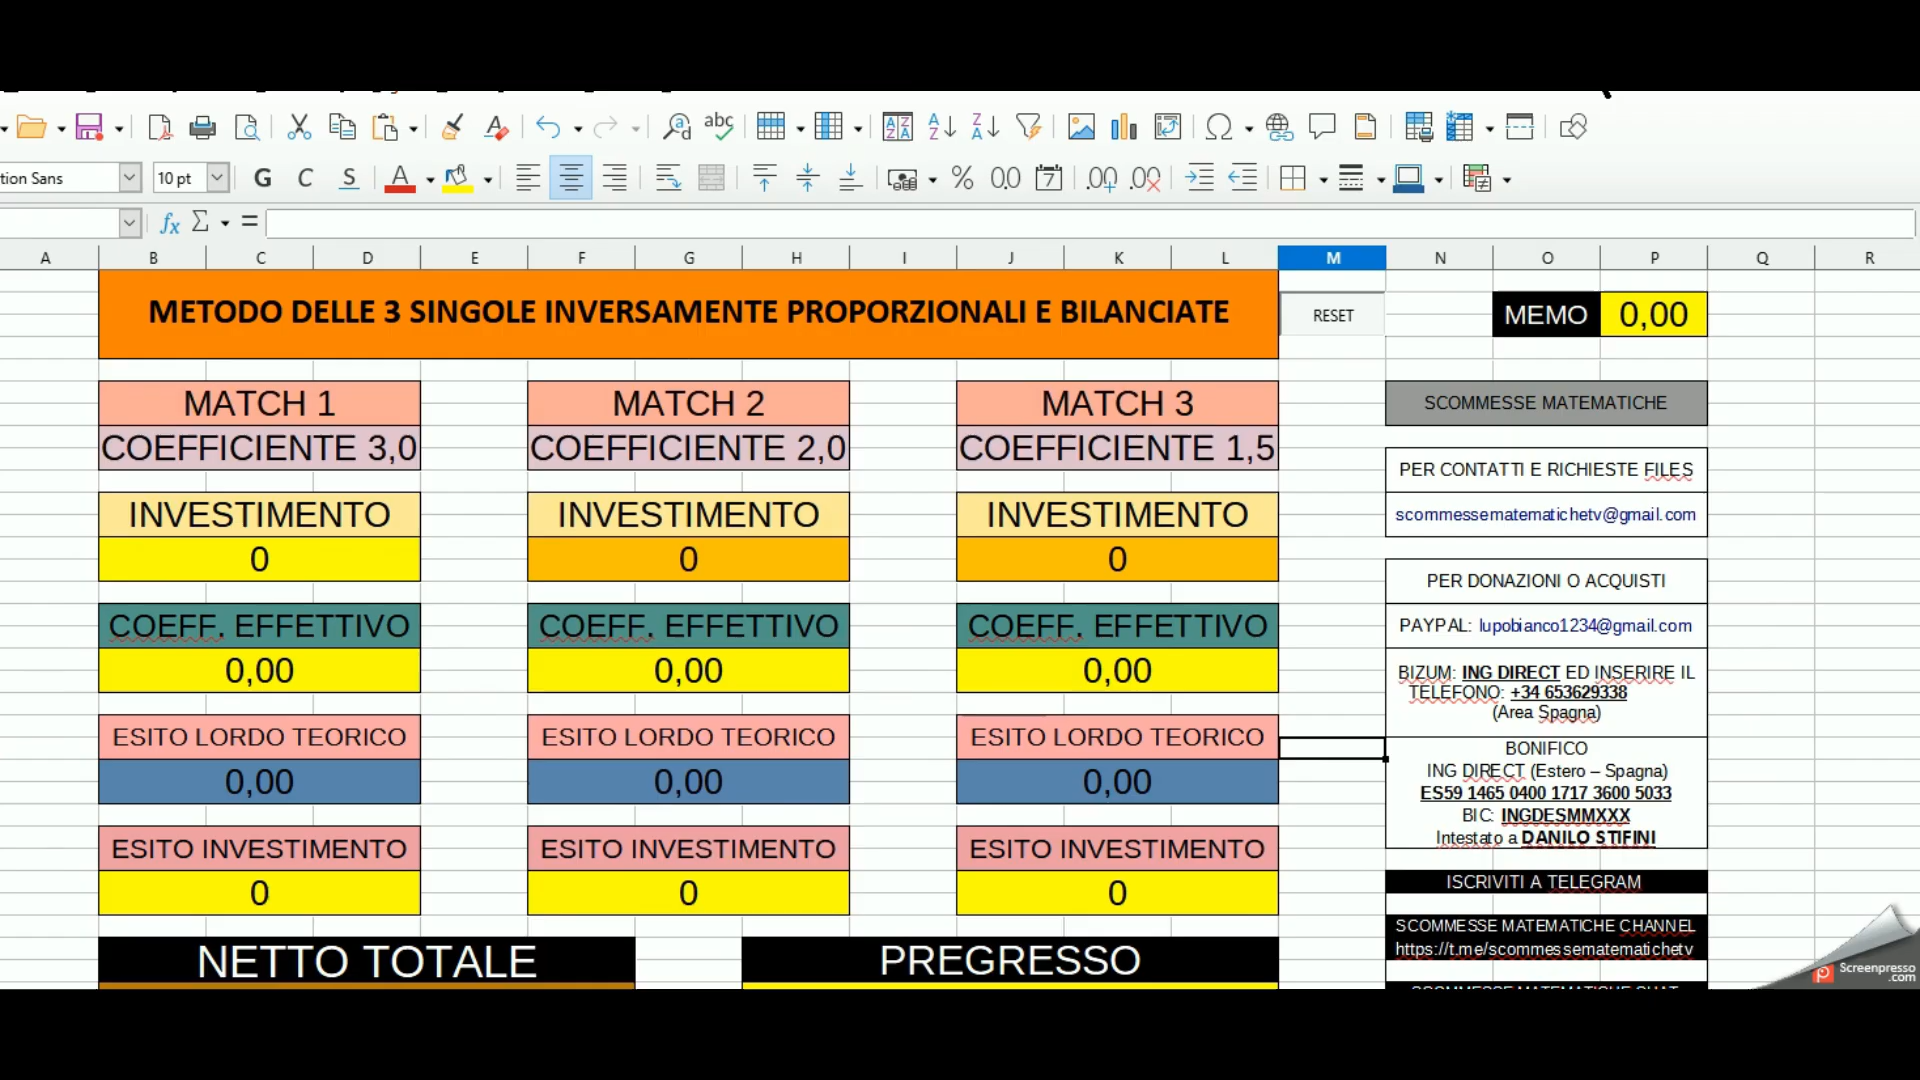 tion Sans
10 pt
G C S A
A B C D E F G H I J K L M N O P Q R
METODO DELLE 3 SINGOLE INVERSAMENTE PROPORZIONALI E BILANCIATE
RESET
MEMO 0,00
MATCH 1 MATCH 2 MATCH 3
COEFFICIENTE 3,0 COEFFICIENTE 2,0 COEFFICIENTE 1,5
INVESTIMENTO INVESTIMENTO INVESTIMENTO
0 0 0
COEFF. EFFETTIVO COEFF. EFFETTIVO COEFF. EFFETTIVO
0,00 0,00 0,00
ESITO LORDO TEORICO ESITO LORDO TEORICO ESITO LORDO TEORICO
0,00 0,00 0,00
ESITO INVESTIMENTO ESITO INVESTIMENTO ESITO INVESTIMENTO
0 0 0
NETTO TOTALE PREGRESSO
SCOMMESSE MATEMATICHE
PER CONTATTI E RICHIESTE FILES
scommessematematichetv@gmail.com
PER DONAZIONI O ACQUISTI
PAYPAL: lupobianco1234@gmail.com
BIZUM: ING DIRECT ED INSERIRE IL
TELEFONO: +34 653629338
(Area Spagna)
BONIFICO
ING DIRECT (Estero – Spagna)
ES59 1465 0400 1717 3600 5033
BIC: INGDESMMXXX
Intestato a DANILO STIFINI
ISCRIVITI A TELEGRAM
SCOMMESSE MATEMATICHE CHANNEL
https://t.me/scommessematematichetv
Screenpresso
.com